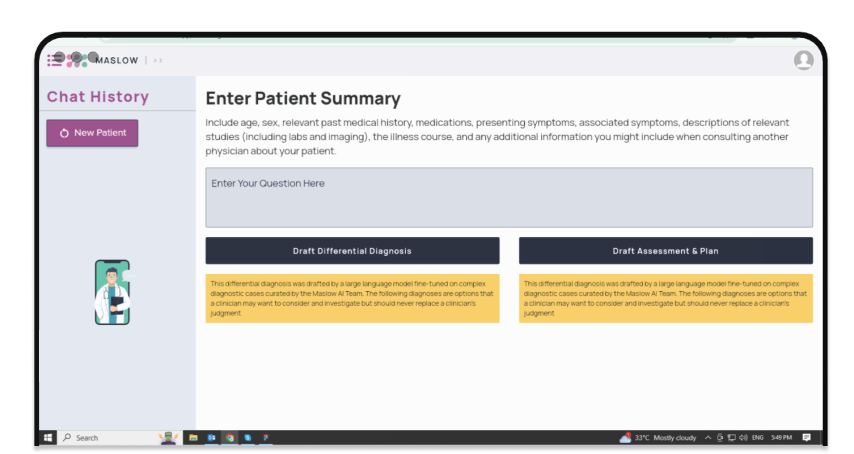 MASLOW
Chat History
New Patient
Enter Patient Summary
Include age, sex, relevant past medical history, medications, presenting symptoms, associated symptoms, descriptions of relevant
studies (including labs and imaging), the illness course, and any additional information you might include when consulting another
physician about your patient.
Enter Your Question Here
Draft Differential Diagnosis
Draft Assessment & Plan
This differential diagnosis was drafted by a large language model fine-tuned on complex
diagnostic cases curated by the Maslow AI Team. The following diagnoses are options that
a clinician may want to consider and investigate but should never replace a clinician's
judgment.
This differential diagnosis was drafted by a large language model fine-tuned on complex
diagnostic cases curated by the Maslow AI Team. The following diagnoses are options that
a clinician may want to consider and investigate but should never replace a clinician's
judgment.
Search
33°C Mostly cloudy
ENG
3:49 PM